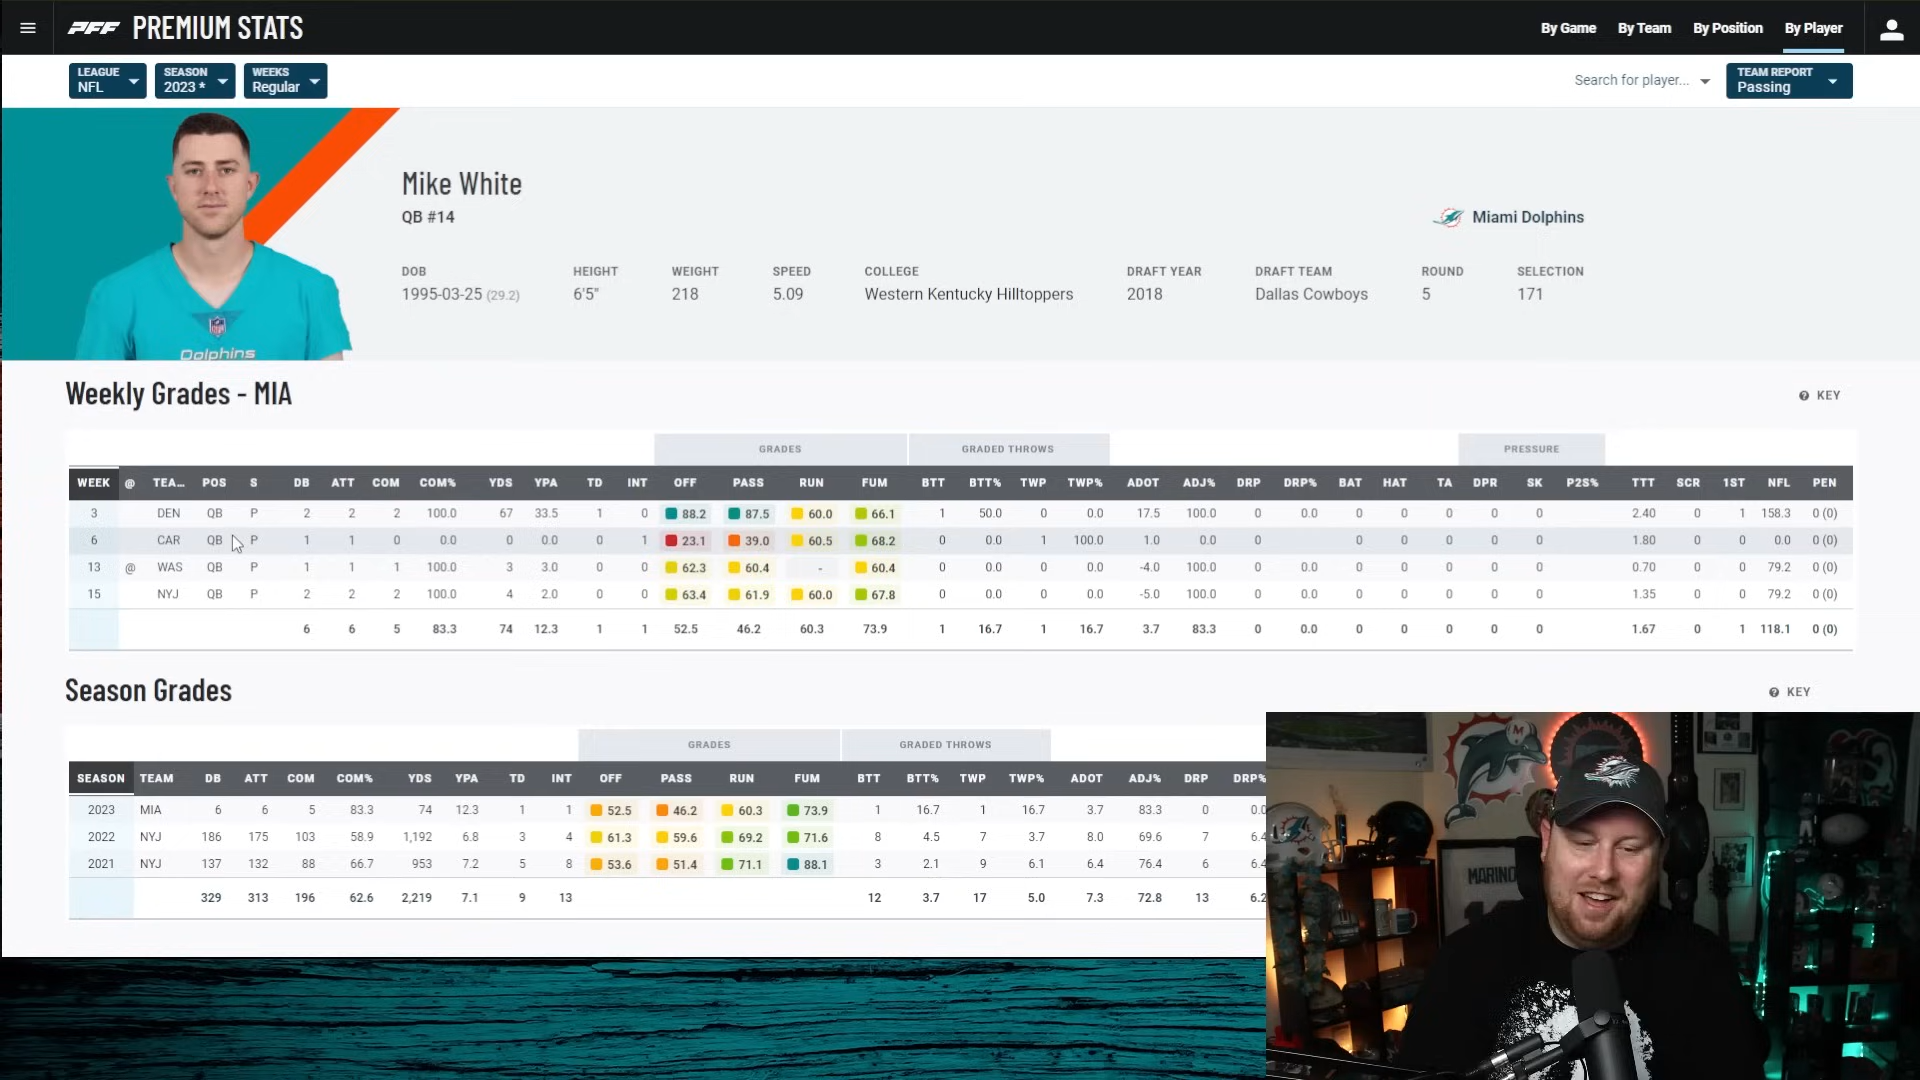 PFF PREMIUM STATS By Game By Team By Position By Player
LEAGUE NFL SEASON 2023 * WEEKS Regular Search for player... TEAM REPORT Passing
Mike White
QB #14
Miami Dolphins
DOB HEIGHT WEIGHT SPEED COLLEGE DRAFT YEAR DRAFT TEAM ROUND SELECTION
1995-03-25 (29.2) 6'5" 218 5.09 Western Kentucky Hilltoppers 2018 Dallas Cowboys 5 171
Dolphins
Weekly Grades - MIA
KEY
GRADES GRADED THROWS PRESSURE
WEEK @ TEA... POS S DB ATT COM COM% YDS YPA TD INT OFF PASS RUN FUM BTT BTT% TWP TWP% ADOT ADJ% DRP DRP% BAT HAT TA DPR SK P2S% TTT SCR 1ST NFL PEN
3 DEN QB P 2 2 2 100.0 67 33.5 1 0 88.2 87.5 60.0 66.1 1 50.0 0 0.0 17.5 100.0 0 0.0 0 0 0 0 0 2.40 0 1 158.3 0 (0)
6 CAR QB P 1 1 0 0.0 0 0.0 0 1 23.1 39.0 60.5 68.2 0 0.0 1 100.0 1.0 0.0 0 0 0 0 0 0 1.80 0 0 0.0 0 (0)
13 @ WAS QB P 1 1 1 100.0 3 3.0 0 0 62.3 60.4 - 60.4 0 0.0 0 0.0 -4.0 100.0 0 0.0 0 0 0 0 0 0.70 0 0 79.2 0 (0)
15 NYJ QB P 2 2 2 100.0 4 2.0 0 0 63.4 61.9 60.0 67.8 0 0.0 0 0.0 -5.0 100.0 0 0.0 0 0 0 0 0 1.35 0 0 79.2 0 (0)
6 6 5 83.3 74 12.3 1 1 52.5 46.2 60.3 73.9 1 16.7 1 16.7 3.7 83.3 0 0.0 0 0 0 0 0 1.67 0 1 118.1 0 (0)
Season Grades
KEY
GRADES GRADED THROWS
SEASON TEAM DB ATT COM COM% YDS YPA TD INT OFF PASS RUN FUM BTT BTT% TWP TWP% ADOT ADJ% DRP DRP%
2023 MIA 6 6 5 83.3 74 12.3 1 1 52.5 46.2 60.3 73.9 1 16.7 1 16.7 3.7 83.3 0 0.0
2022 NYJ 186 175 103 58.9 1,192 6.8 3 4 61.3 59.6 69.2 71.6 8 4.5 7 3.7 8.0 69.6 7 6.4
2021 NYJ 137 132 88 66.7 953 7.2 5 8 53.6 51.4 71.1 88.1 3 2.1 9 6.1 6.4 76.4 6 6.4
329 313 196 62.6 2,219 7.1 9 13 12 3.7 17 5.0 7.3 72.8 13 6.2
MARINO